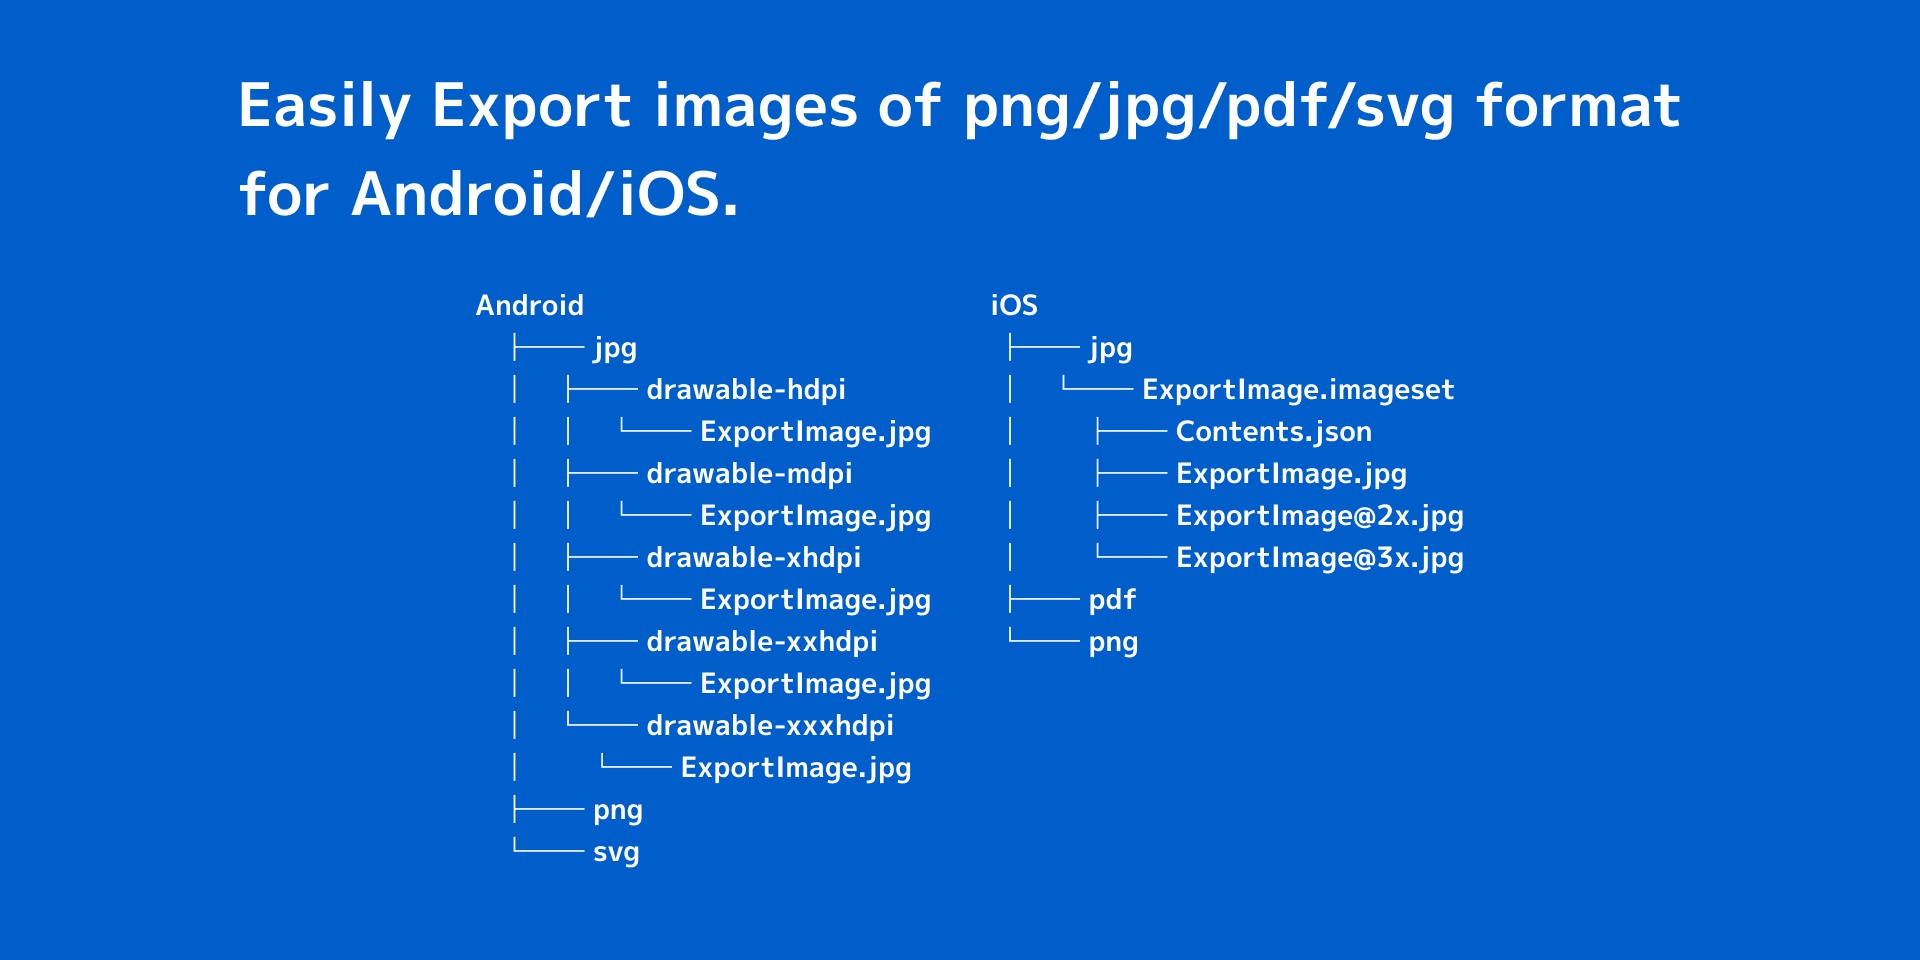 Easily Export images of png/jpg/pdf/svg format
for Android/iOS.
Android
├── jpg
│ ├── drawable-hdpi
│ │ └── ExportImage.jpg
│ ├── drawable-mdpi
│ │ └── ExportImage.jpg
│ ├── drawable-xhdpi
│ │ └── ExportImage.jpg
│ ├── drawable-xxhdpi
│ │ └── ExportImage.jpg
│ └── drawable-xxxhdpi
│ └── ExportImage.jpg
├── png
└── svg
iOS
├── jpg
│ └── ExportImage.imageset
│ ├── Contents.json
│ ├── ExportImage.jpg
│ ├── ExportImage@2x.jpg
│ └── ExportImage@3x.jpg
├── pdf
└── png